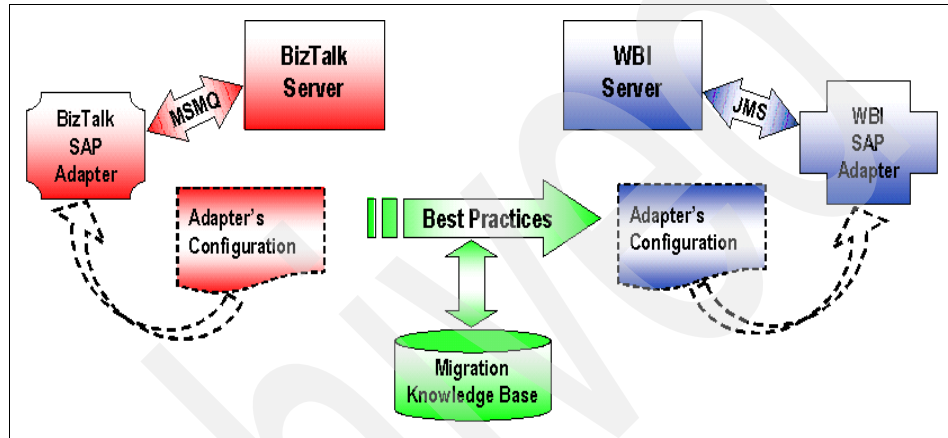 BizTalk
Server
WBI
Server
MSMQ
JMS
BizTalk
SAP
Adapter
WBI
SAP
Adapter
Adapter's
Configuration
Best Practices
Adapter's
Configuration
Migration
Knowledge Base